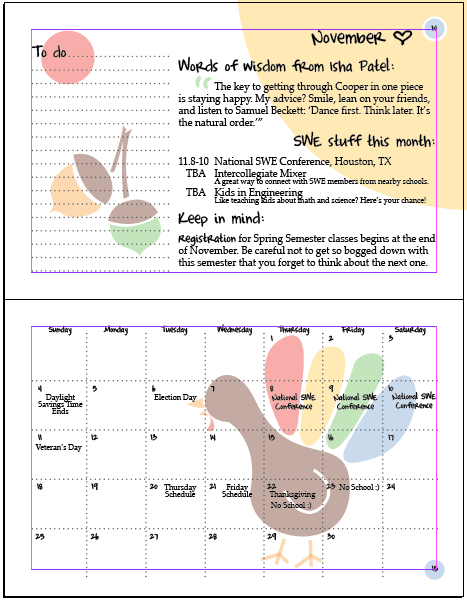 November ♡
14
To do
Words of wisdom from Isha Patel:
“ The key to getting through Cooper in one piece
is staying happy. My advice? Smile, lean on your friends,
and listen to Samuel Beckett: ‘Dance first. Think later. It’s
the natural order.’”
SWE stuff this month:
11.8-10 National SWE Conference, Houston, TX
TBA Intercollegiate Mixer
A great way to connect with SWE members from nearby schools.
TBA Kids in Engineering
Like teaching kids about math and science? Here’s your chance!
Keep in mind:
Registration for Spring Semester classes begins at the end
of November. Be careful not to get so bogged down with
this semester that you forget to think about the next one.
Sunday Monday Tuesday Wednesday Thursday Friday Saturday
1 2 3
4 5 6 7 8 9 10
Daylight
Savings Time
Ends
Election Day
National SWE
Conference
National SWE
Conference
National SWE
Conference
11 12 13 14 15 16 17
Veteran’s Day
18 19 20 21 22 23 24
Thursday
Schedule
Friday
Schedule
Thanksgiving
No School :)
No School :)
25 26 27 28 29 30
15